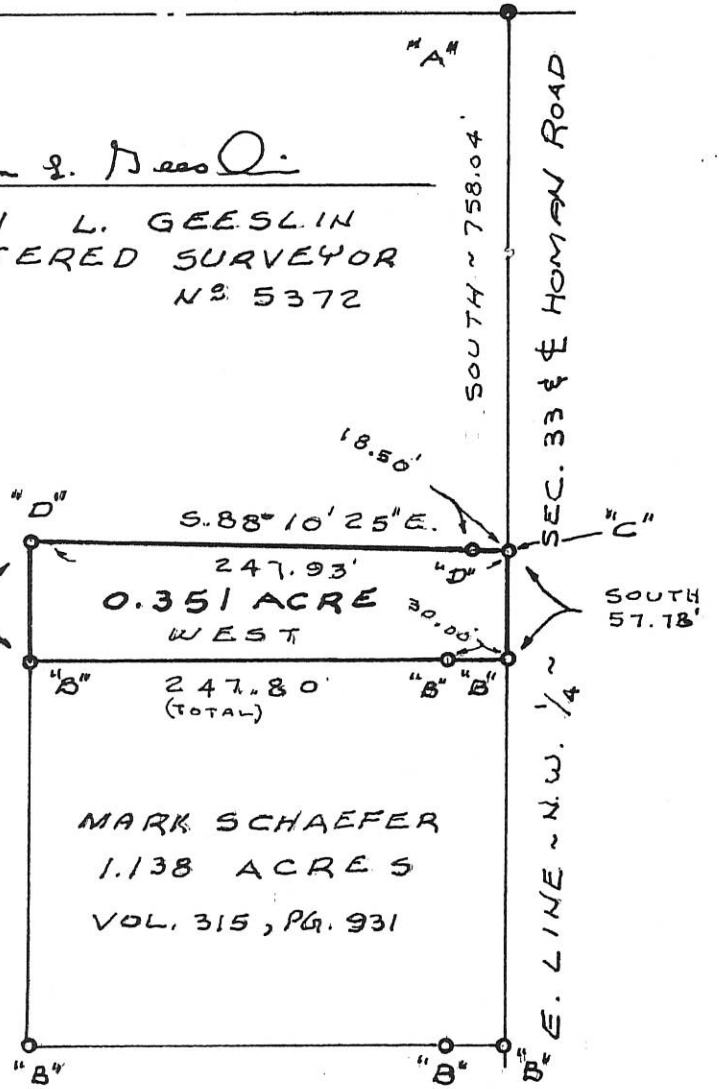 "A"
L. GEESLIN
TERED SURVEYOR
Nº 5372
SOUTH ~ 758.04'
SEC. 33 & ℄ HOMAN ROAD
18.50'
"D"
S.88°10'25"E.
"C"
247.93'
"D"
0.351 ACRE
SOUTH
57.78'
WEST
30.00'
"B"
247.80'
"B" "B"
(TOTAL)
E. LINE ~ N.W. 1/4 ~
MARK SCHAEFER
1.138 ACRES
VOL. 315, PG. 931
"B"
"B"
"B"